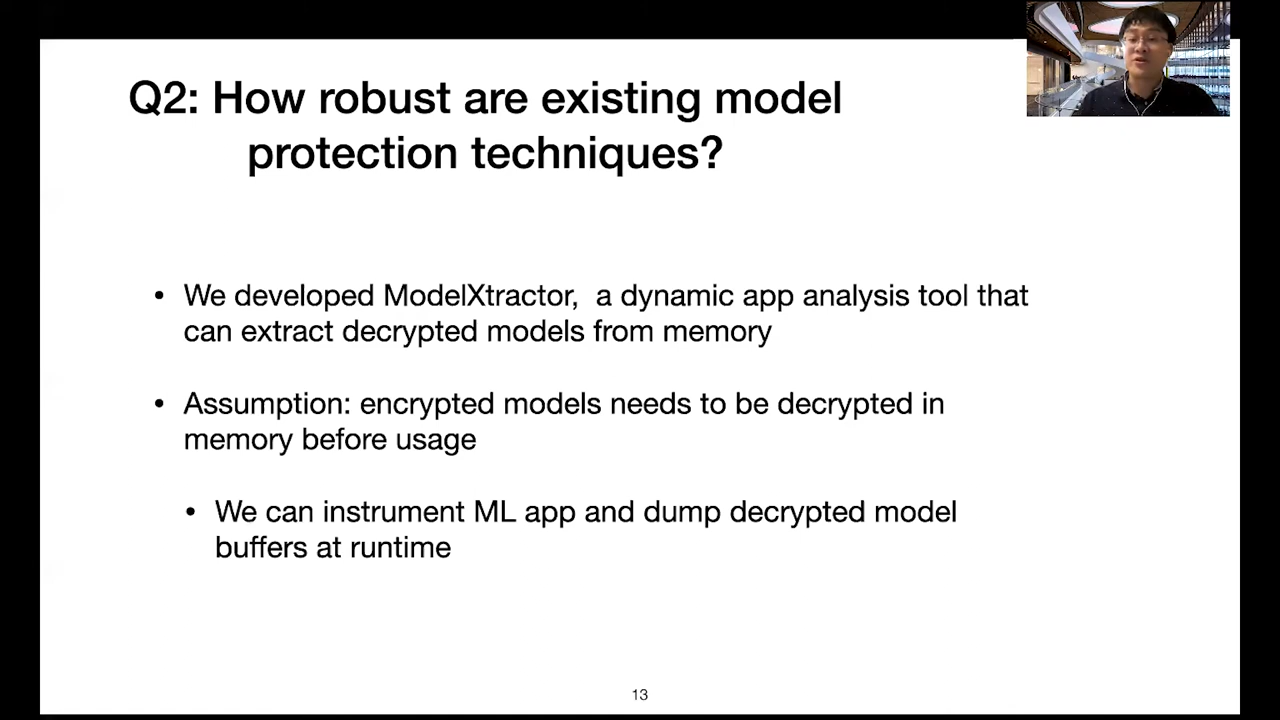 Q2: How robust are existing model
protection techniques?
• We developed ModelXtractor, a dynamic app analysis tool that
can extract decrypted models from memory
• Assumption: encrypted models needs to be decrypted in
memory before usage
• We can instrument ML app and dump decrypted model
buffers at runtime
13